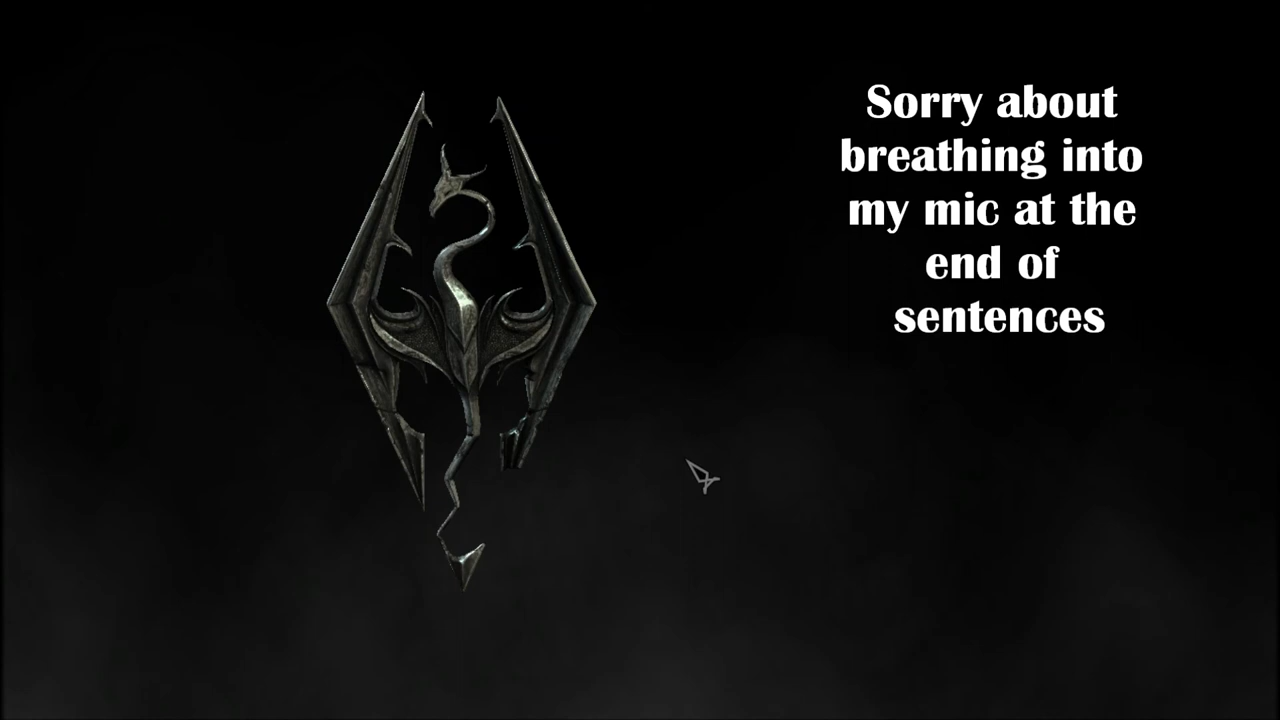 Sorry about
breathing into
my mic at the
end of
sentences